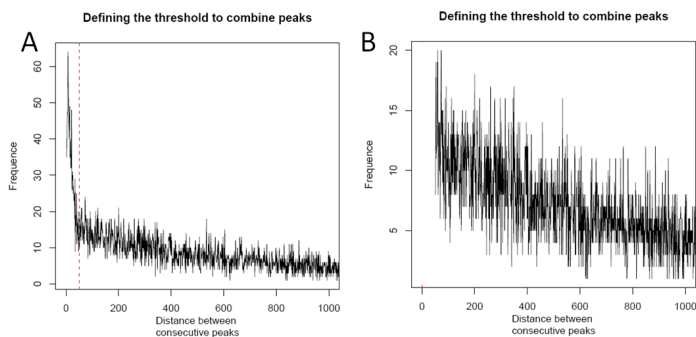 Defining the threshold to combine peaks
A
Frequence
60
50
40
30
20
10
0
0 200 400 600 800 1000
Distance between
consecutive peaks
Defining the threshold to combine peaks
B
Frequence
20
15
10
5
0 200 400 600 800 1000
Distance between
consecutive peaks